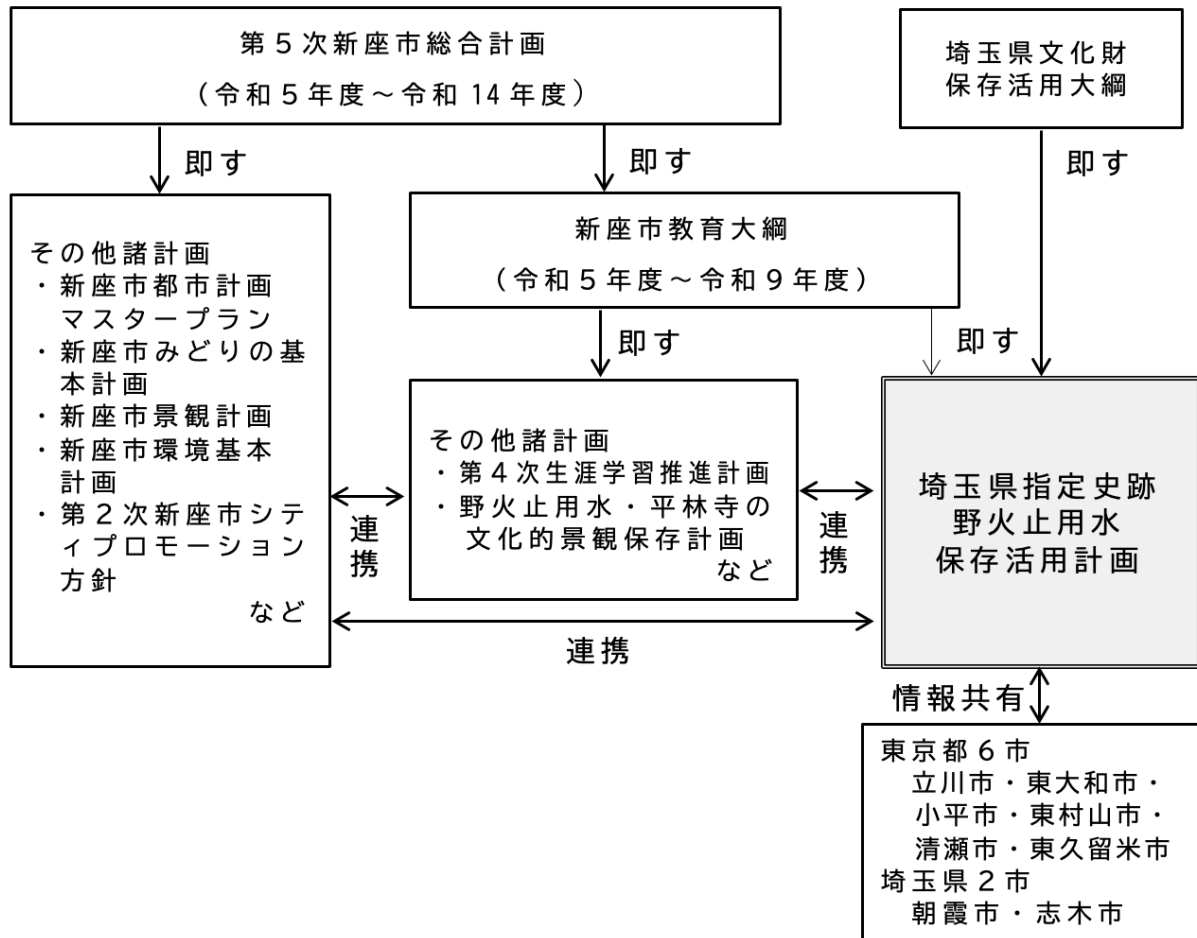 第５次新座市総合計画
（令和５年度～令和14年度）
埼玉県文化財
保存活用大綱
即す
即す
即す
新座市教育大綱
（令和５年度～令和９年度）
その他諸計画
・新座市都市計画
マスタープラン
・新座市みどりの基
本計画
・新座市景観計画
・新座市環境基本
計画
・第２次新座市シテ
ィプロモーション
方針
など
即す
即す
その他諸計画
・第４次生涯学習推進計画
・野火止用水・平林寺の
文化的景観保存計画
など
連携
連携
連携
埼玉県指定史跡
野火止用水
保存活用計画
情報共有
東京都６市
立川市・東大和市・
小平市・東村山市・
清瀬市・東久留米市
埼玉県２市
朝霞市・志木市